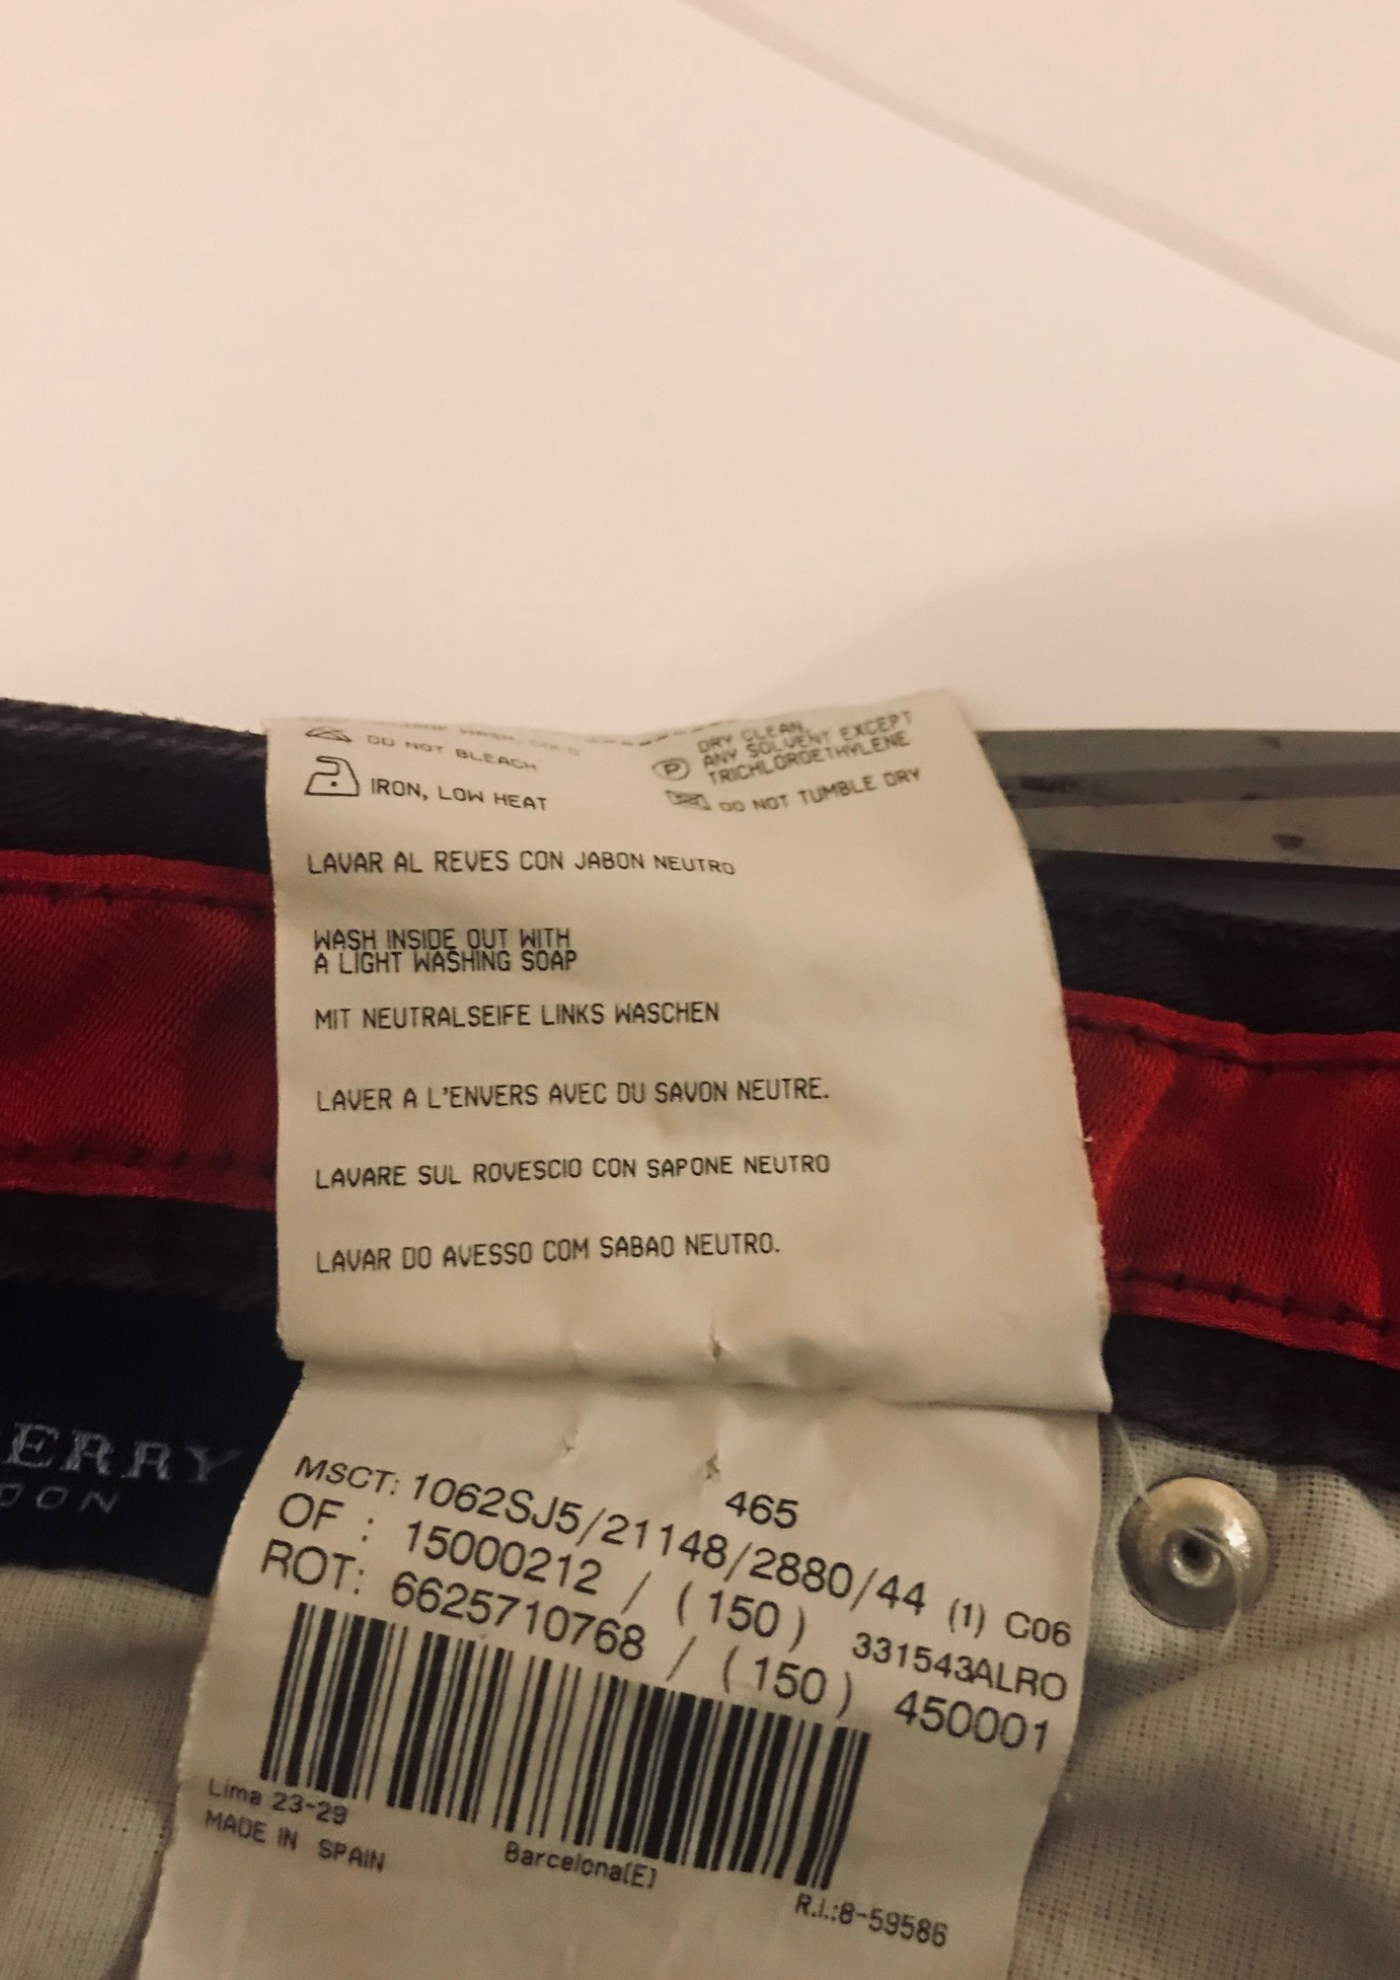 MACHINE WASH, COLD
DO NOT BLEACH
IRON, LOW HEAT
DRY CLEAN
ANY SOLVENT EXCEPT
TRICHLOROETHYLENE
P
DO NOT TUMBLE DRY
LAVAR AL REVES CON JABON NEUTRO
WASH INSIDE OUT WITH
A LIGHT WASHING SOAP
MIT NEUTRALSEIFE LINKS WASCHEN
LAVER A L'ENVERS AVEC DU SAVON NEUTRE.
LAVARE SUL ROVESCIO CON SAPONE NEUTRO
LAVAR DO AVESSO COM SABAO NEUTRO.
ERRY
DON
465
MSCT: 1062SJ5/21148/2880/44 (1) C06
OF : 15000212 / (150) 331543ALRO
ROT: 6625710768 / (150) 450001
Lima 23-29
MADE IN SPAIN
Barcelona(E)
R.I.:8-59586